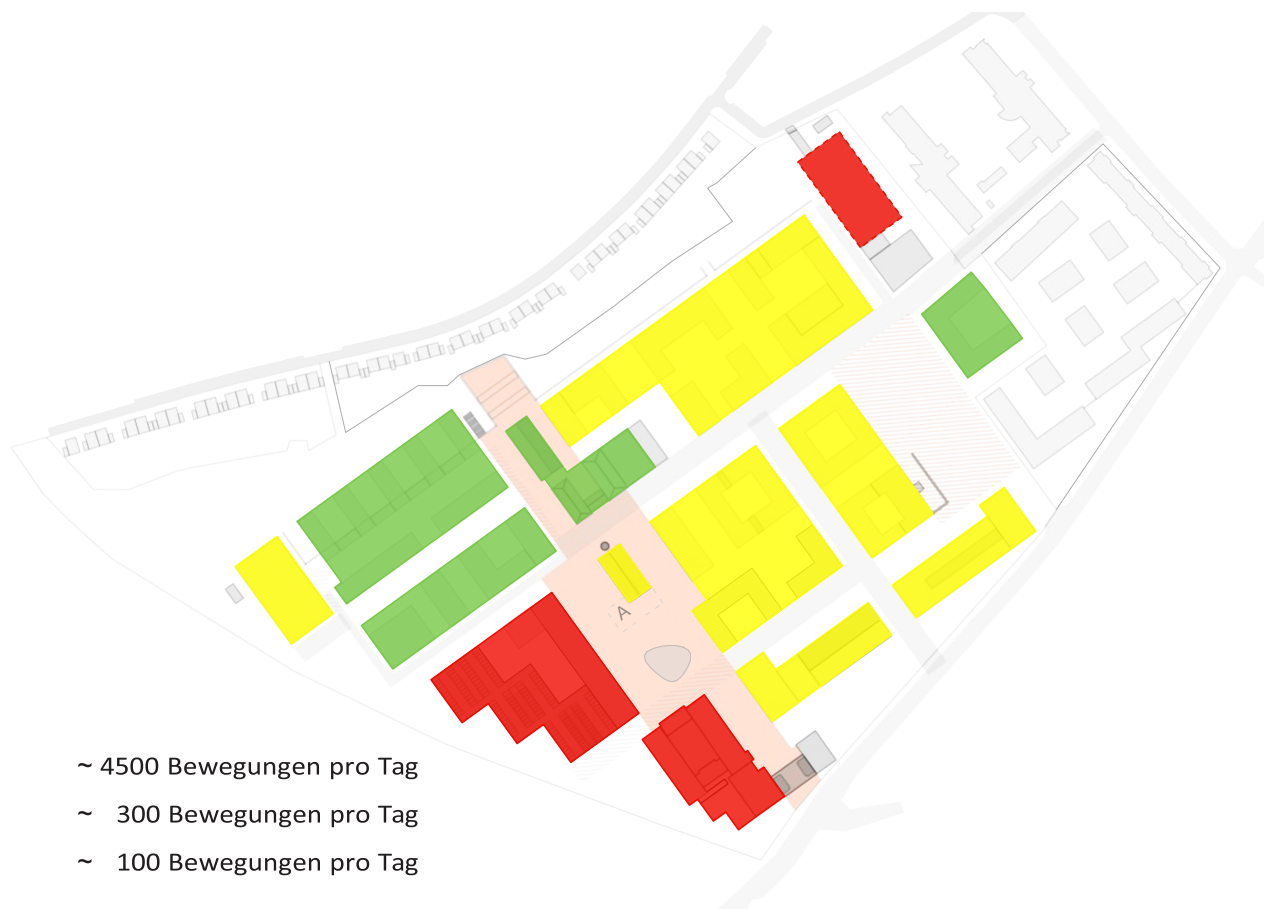 A
~ 4500 Bewegungen pro Tag
~ 300 Bewegungen pro Tag
~ 100 Bewegungen pro Tag